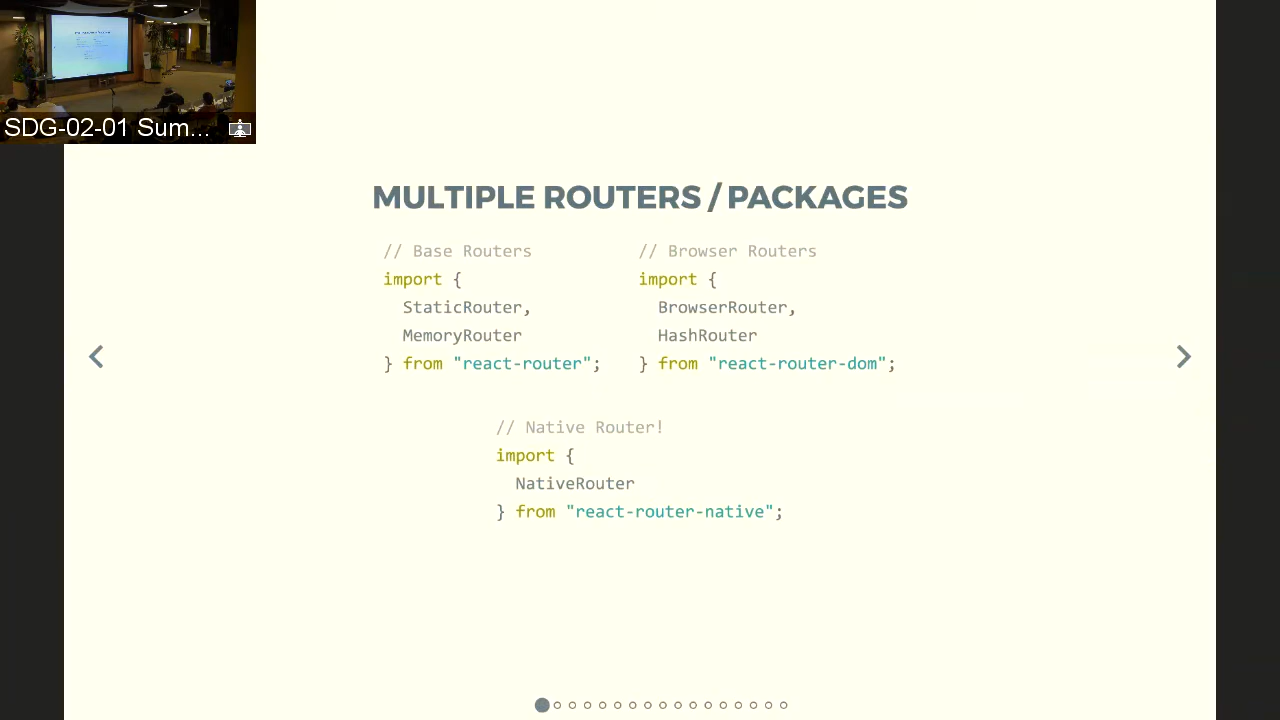 SDG-02-01 Sum...
MULTIPLE ROUTERS / PACKAGES
// Base Routers
import {
StaticRouter,
MemoryRouter
} from "react-router";
// Browser Routers
import {
BrowserRouter,
HashRouter
} from "react-router-dom";
// Native Router!
import {
NativeRouter
} from "react-router-native";